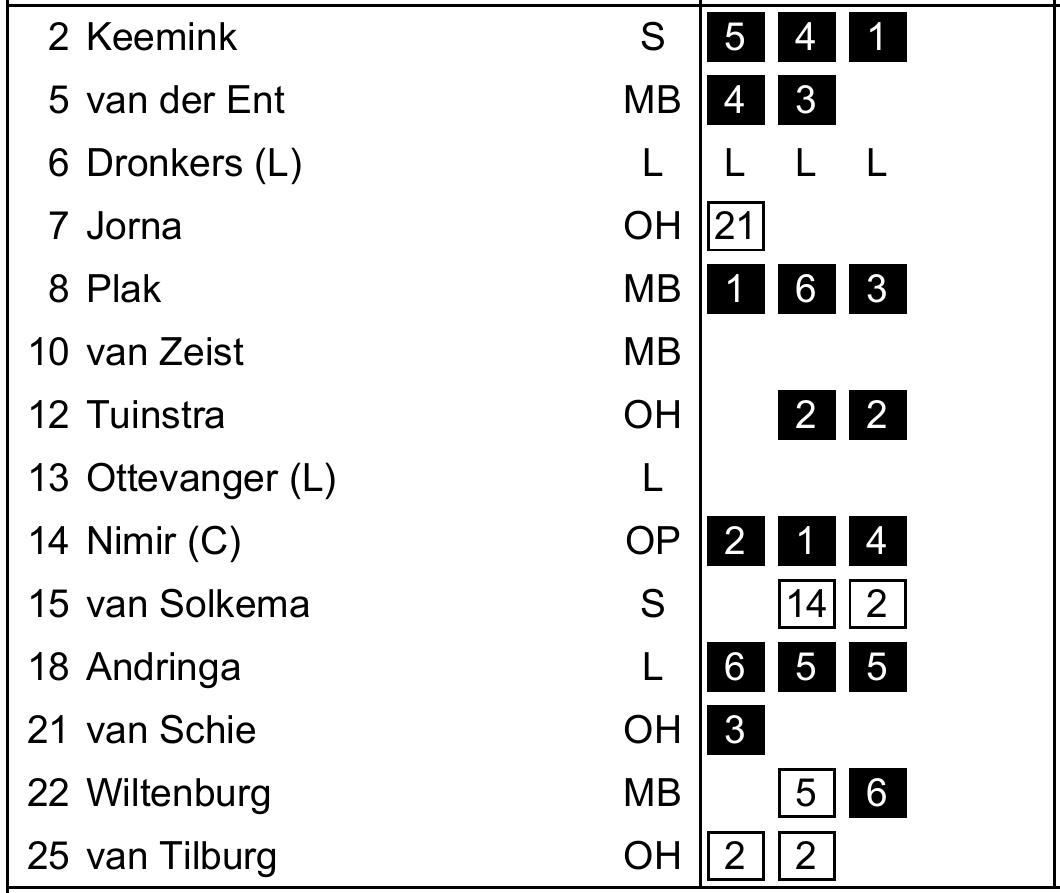 2 Keemink S 5 4 1
5 van der Ent MB 4 3
6 Dronkers (L) L L L L
7 Jorna OH 21
8 Plak MB 1 6 3
10 van Zeist MB
12 Tuinstra OH 2 2
13 Ottevanger (L) L
14 Nimir (C) OP 2 1 4
15 van Solkema S 14 2
18 Andringa L 6 5 5
21 van Schie OH 3
22 Wiltenburg MB 5 6
25 van Tilburg OH 2 2